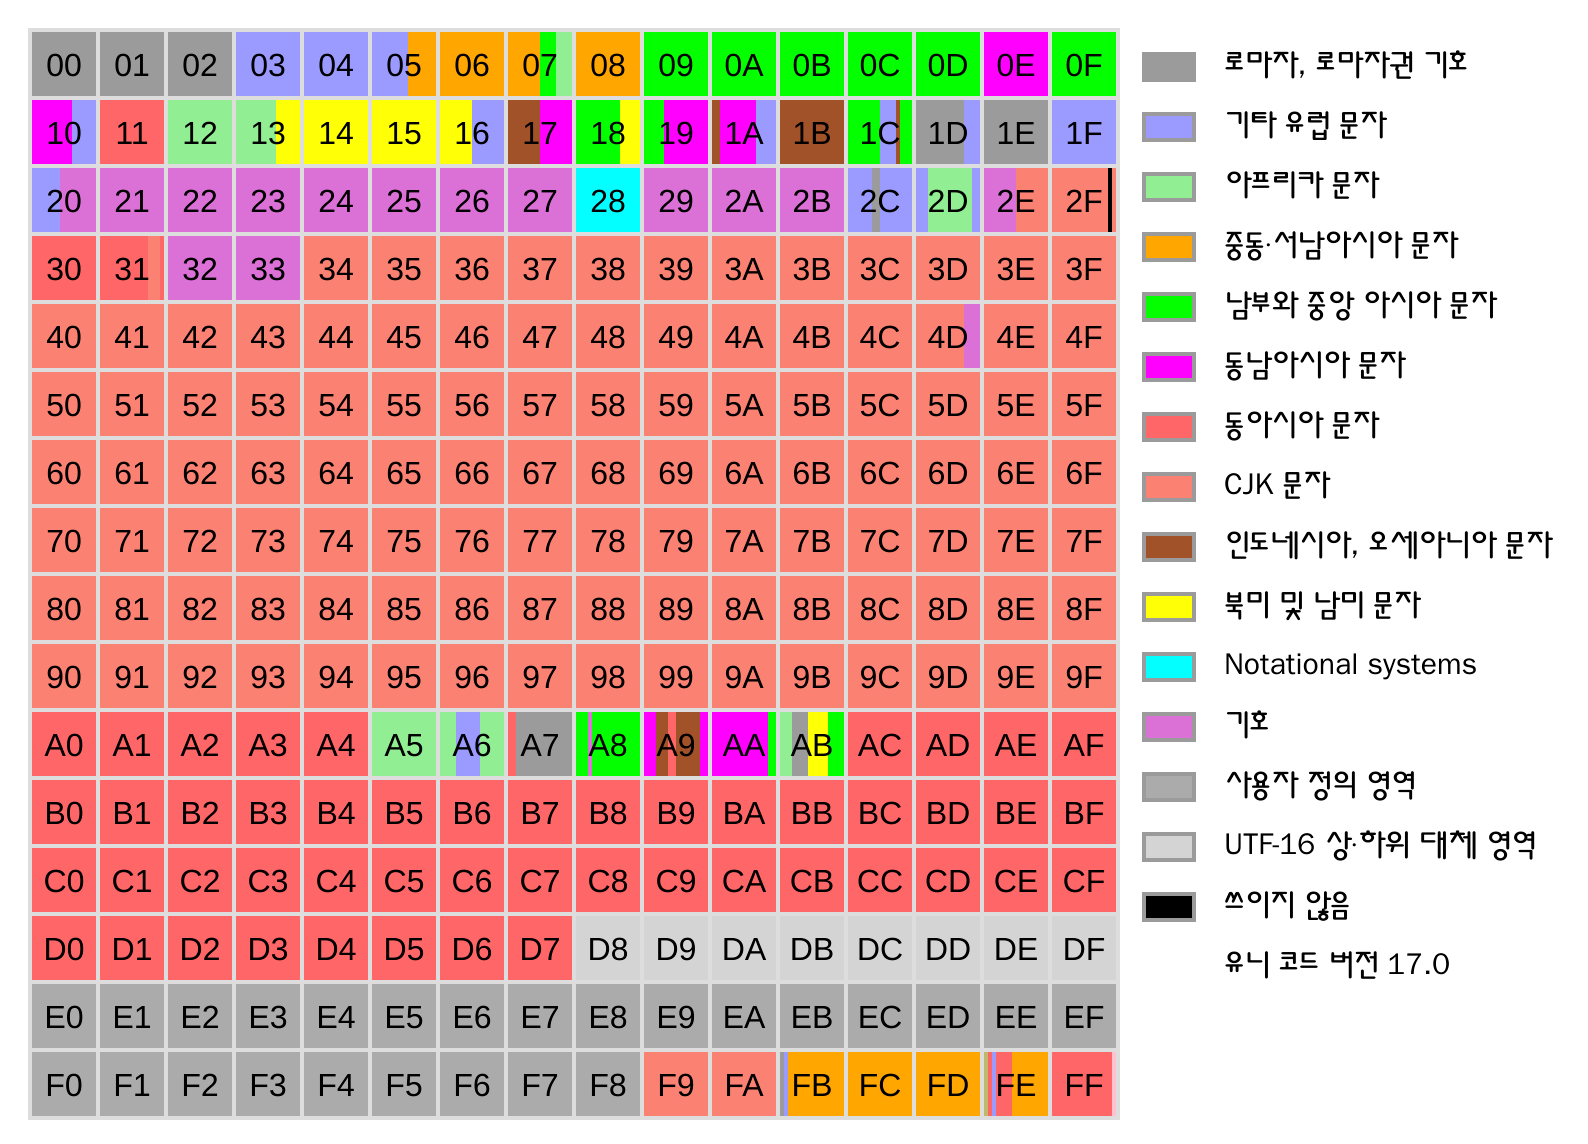 00 01 02 03 04 05 06 07 08 09 0A 0B 0C 0D 0E 0F
10 11 12 13 14 15 16 17 18 19 1A 1B 1C 1D 1E 1F
20 21 22 23 24 25 26 27 28 29 2A 2B 2C 2D 2E 2F
30 31 32 33 34 35 36 37 38 39 3A 3B 3C 3D 3E 3F
40 41 42 43 44 45 46 47 48 49 4A 4B 4C 4D 4E 4F
50 51 52 53 54 55 56 57 58 59 5A 5B 5C 5D 5E 5F
60 61 62 63 64 65 66 67 68 69 6A 6B 6C 6D 6E 6F
70 71 72 73 74 75 76 77 78 79 7A 7B 7C 7D 7E 7F
80 81 82 83 84 85 86 87 88 89 8A 8B 8C 8D 8E 8F
90 91 92 93 94 95 96 97 98 99 9A 9B 9C 9D 9E 9F
A0 A1 A2 A3 A4 A5 A6 A7 A8 A9 AA AB AC AD AE AF
B0 B1 B2 B3 B4 B5 B6 B7 B8 B9 BA BB BC BD BE BF
C0 C1 C2 C3 C4 C5 C6 C7 C8 C9 CA CB CC CD CE CF
D0 D1 D2 D3 D4 D5 D6 D7 D8 D9 DA DB DC DD DE DF
E0 E1 E2 E3 E4 E5 E6 E7 E8 E9 EA EB EC ED EE EF
F0 F1 F2 F3 F4 F5 F6 F7 F8 F9 FA FB FC FD FE FF
로마자, 로마자권 기호
기타 유럽 문자
아프리카 문자
중동·서남아시아 문자
남부와 중앙 아시아 문자
동남아시아 문자
동아시아 문자
CJK 문자
인도네시아, 오세아니아 문자
북미 및 남미 문자
Notational systems
기호
사용자 정의 영역
UTF-16 상·하위 대체 영역
쓰이지 않음
유니 코드 버전 17.0